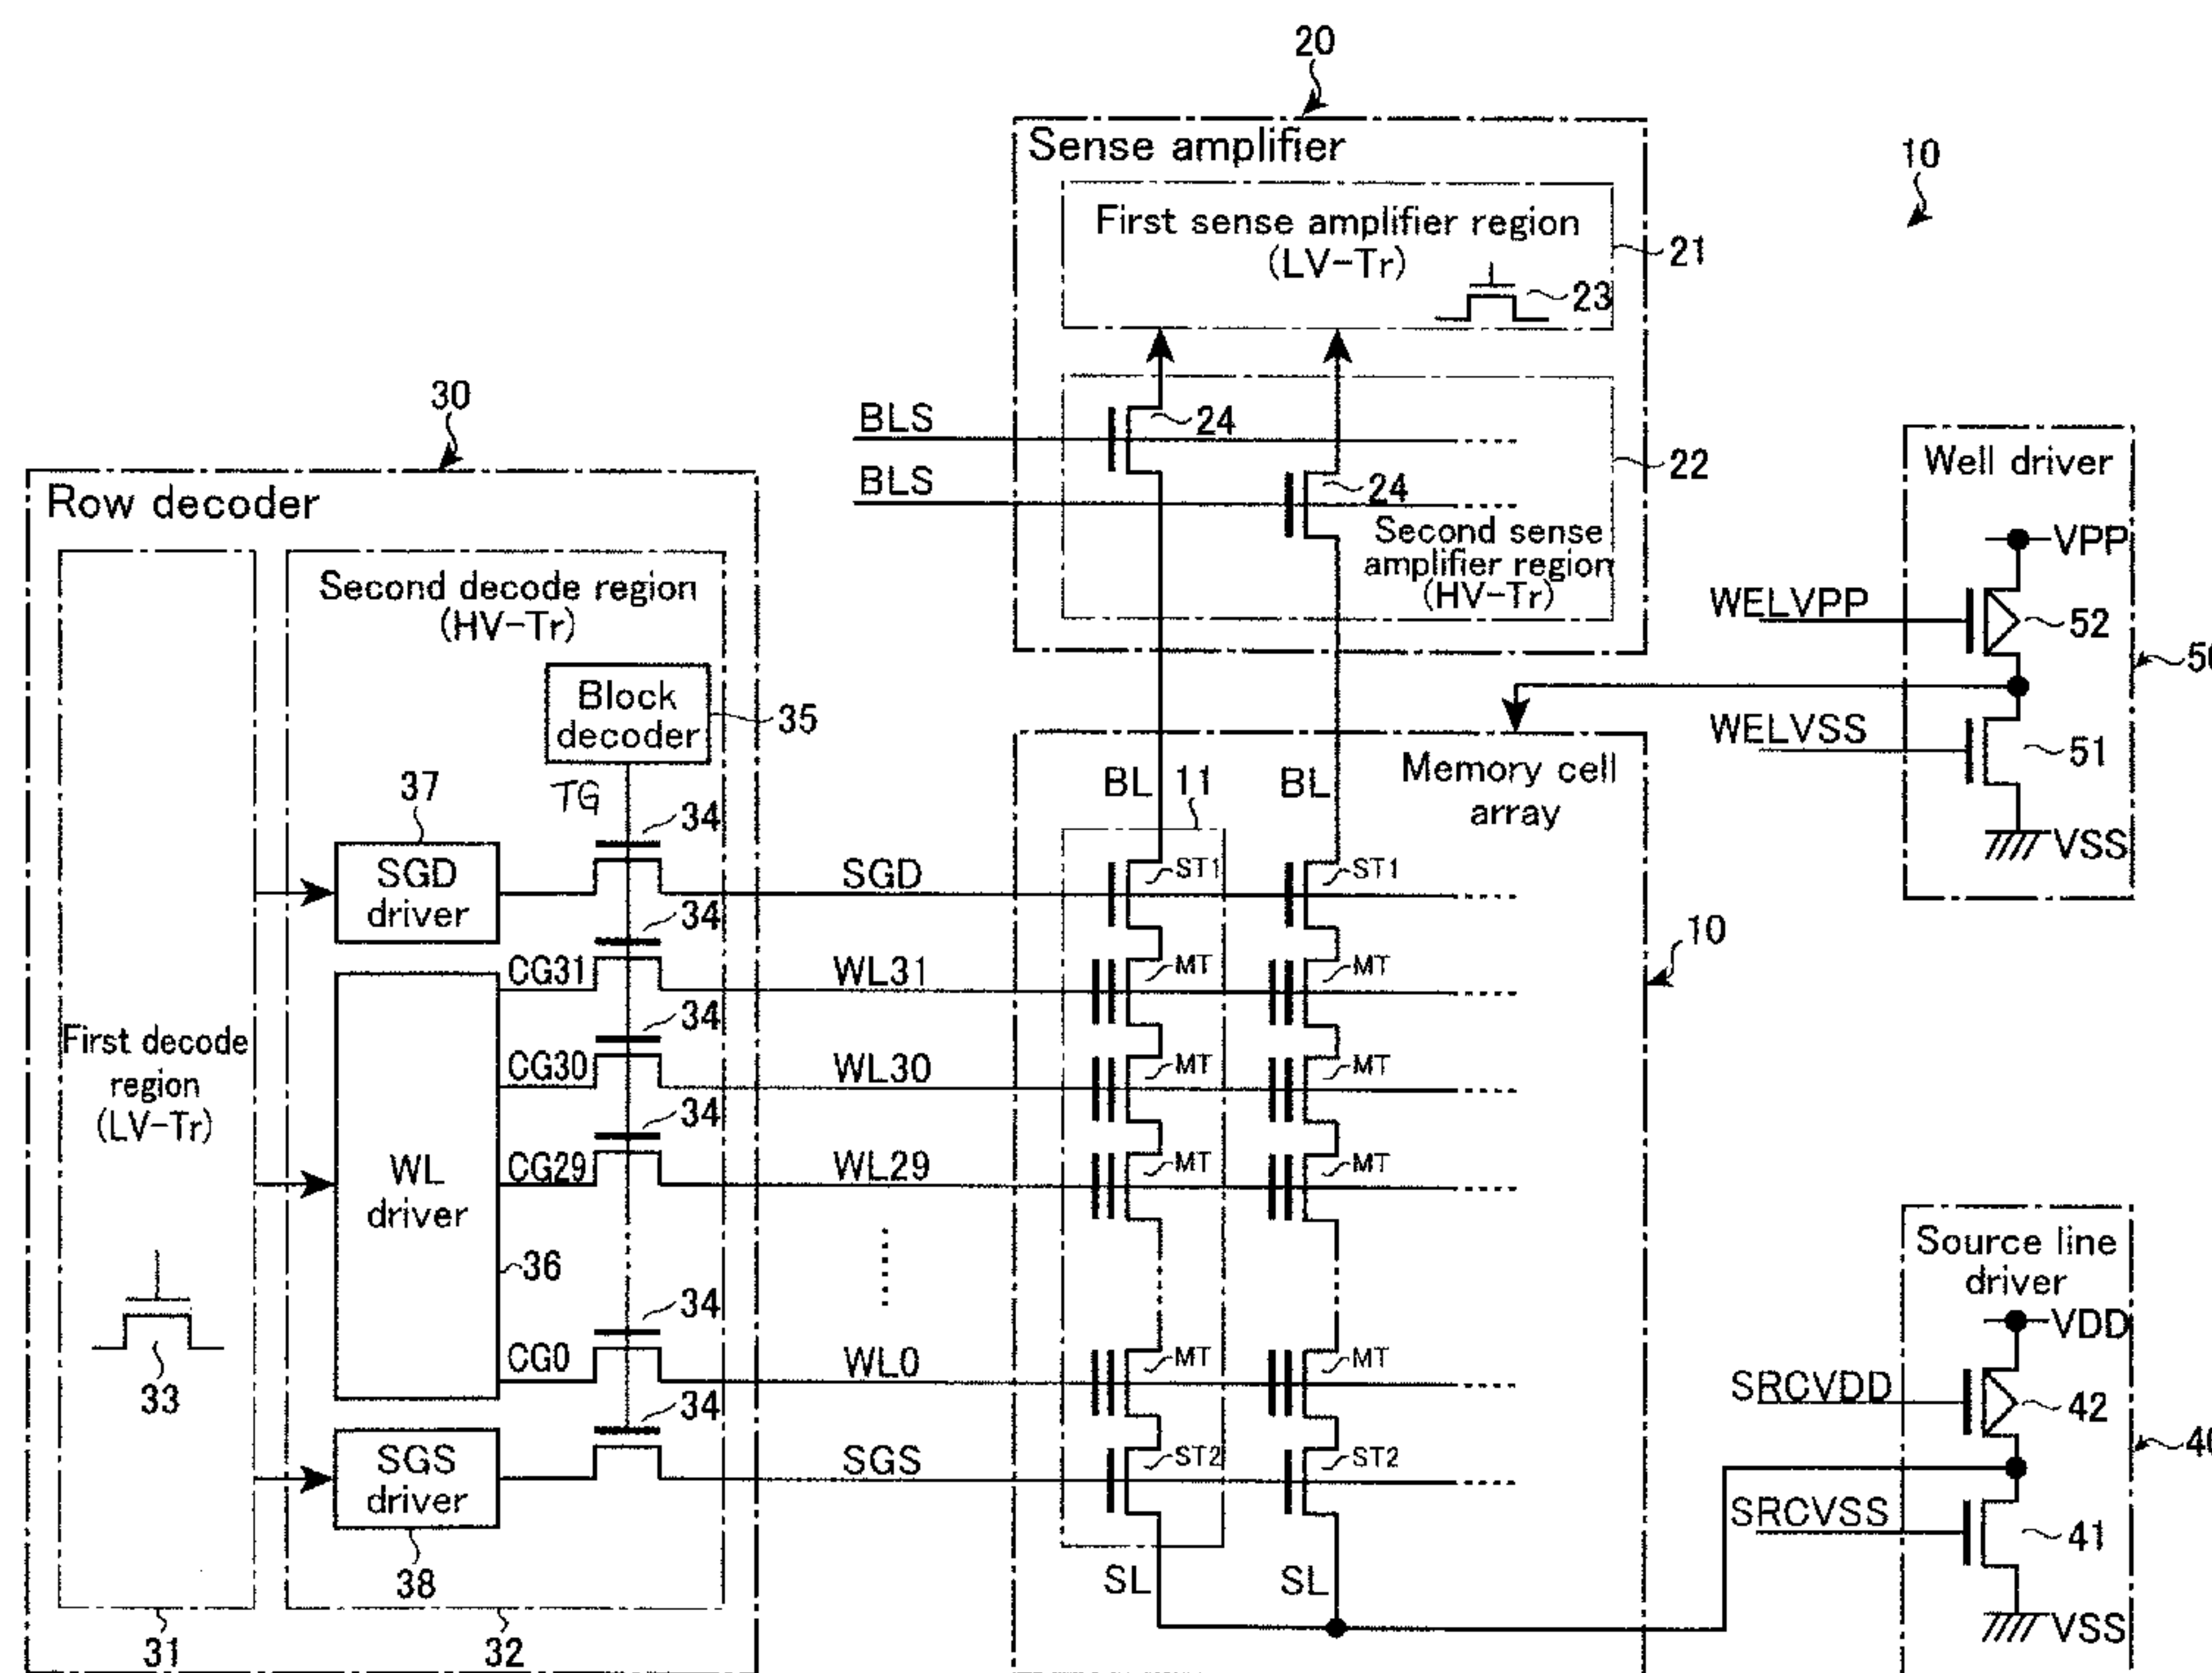 20
Sense amplifier
10
First sense amplifier region
(LV-Tr)
21
23
30
BLS
24
BLS
24
22
Second sense
amplifier region
(HV-Tr)
Well driver
VPP
WELVPP
52
WELVSS
51
VSS
Row decoder
Second decode region
(HV-Tr)
Block
decoder
35
TG
37
34
SGD
driver
SGD
34
CG31
WL31
34
CG30
WL30
34
CG29
WL29
First decode
region
(LV-Tr)
WL
driver
36
33
34
CG0
WL0
34
SGS
driver
SGS
38
31
32
BL
11
BL
Memory cell
array
10
ST1
ST1
MT
MT
MT
MT
MT
MT
MT
MT
ST2
ST2
SL
SL
Source line
driver
VDD
SRCVDD
42
SRCVSS
41
VSS